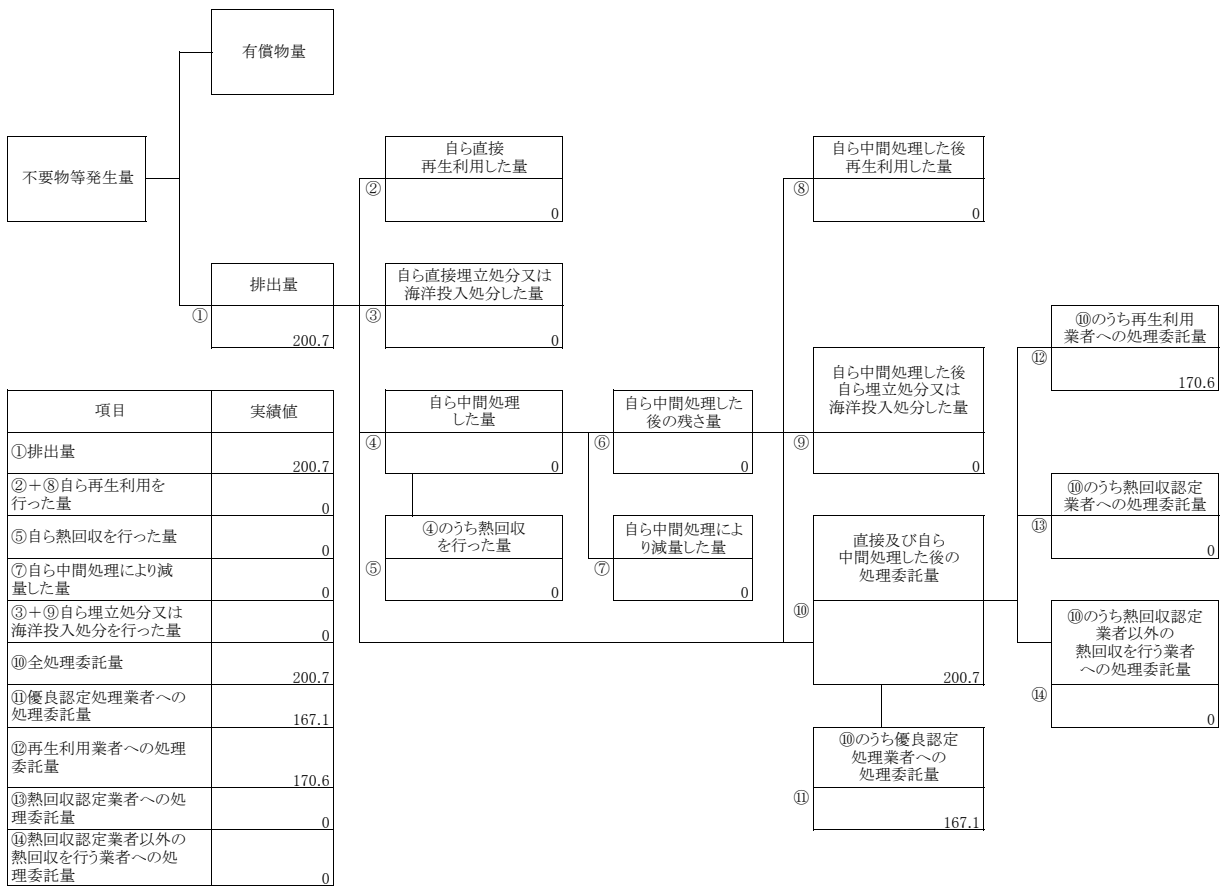 有償物量
不要物等発生量
自ら直接
再生利用した量
②
0
自ら中間処理した後
再生利用した量
⑧
0
排出量
①
200.7
自ら直接埋立処分又は
海洋投入処分した量
③
0
⑩のうち再生利用
業者への処理委託量
⑫
170.6
自ら中間処理
した量
④
0
自ら中間処理した
後の残さ量
⑥
0
自ら中間処理した後
自ら埋立処分又は
海洋投入処分した量
⑨
0
⑩のうち熱回収認定
業者への処理委託量
⑬
0
④のうち熱回収
を行った量
⑤
0
自ら中間処理によ
り減量した量
⑦
0
直接及び自ら
中間処理した後の
処理委託量
⑩
200.7
⑩のうち熱回収認定
業者以外の
熱回収を行う業者
への処理委託量
⑭
0
⑩のうち優良認定
処理業者への
処理委託量
⑪
167.1
項目 実績値
①排出量
200.7
②+⑧自ら再生利用を
行った量
0
⑤自ら熱回収を行った量
0
⑦自ら中間処理により減
量した量
0
③+⑨自ら埋立処分又は
海洋投入処分を行った量
0
⑩全処理委託量
200.7
⑪優良認定処理業者への
処理委託量
167.1
⑫再生利用業者への処理
委託量
170.6
⑬熱回収認定業者への処
理委託量
0
⑭熱回収認定業者以外の
熱回収を行う業者への処
理委託量
0